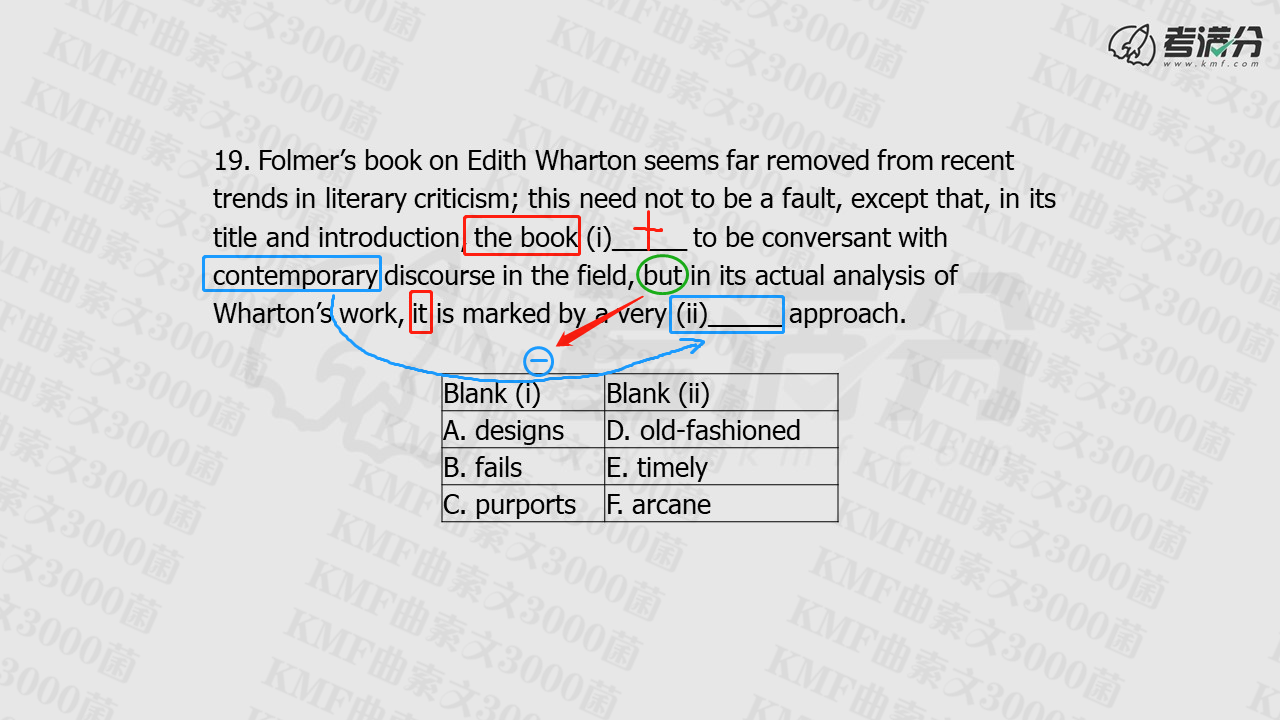 考满分
www.kmf.com
19. Folmer’s book on Edith Wharton seems far removed from recent
trends in literary criticism; this need not to be a fault, except that, in its
title and introduction, the book (i)______ to be conversant with
contemporary discourse in the field, but in its actual analysis of
Wharton’s work, it is marked by a very (ii)______ approach.
Blank (i) Blank (ii)
A. designs D. old-fashioned
B. fails E. timely
C. purports F. arcane
KMF曲索文3000菌